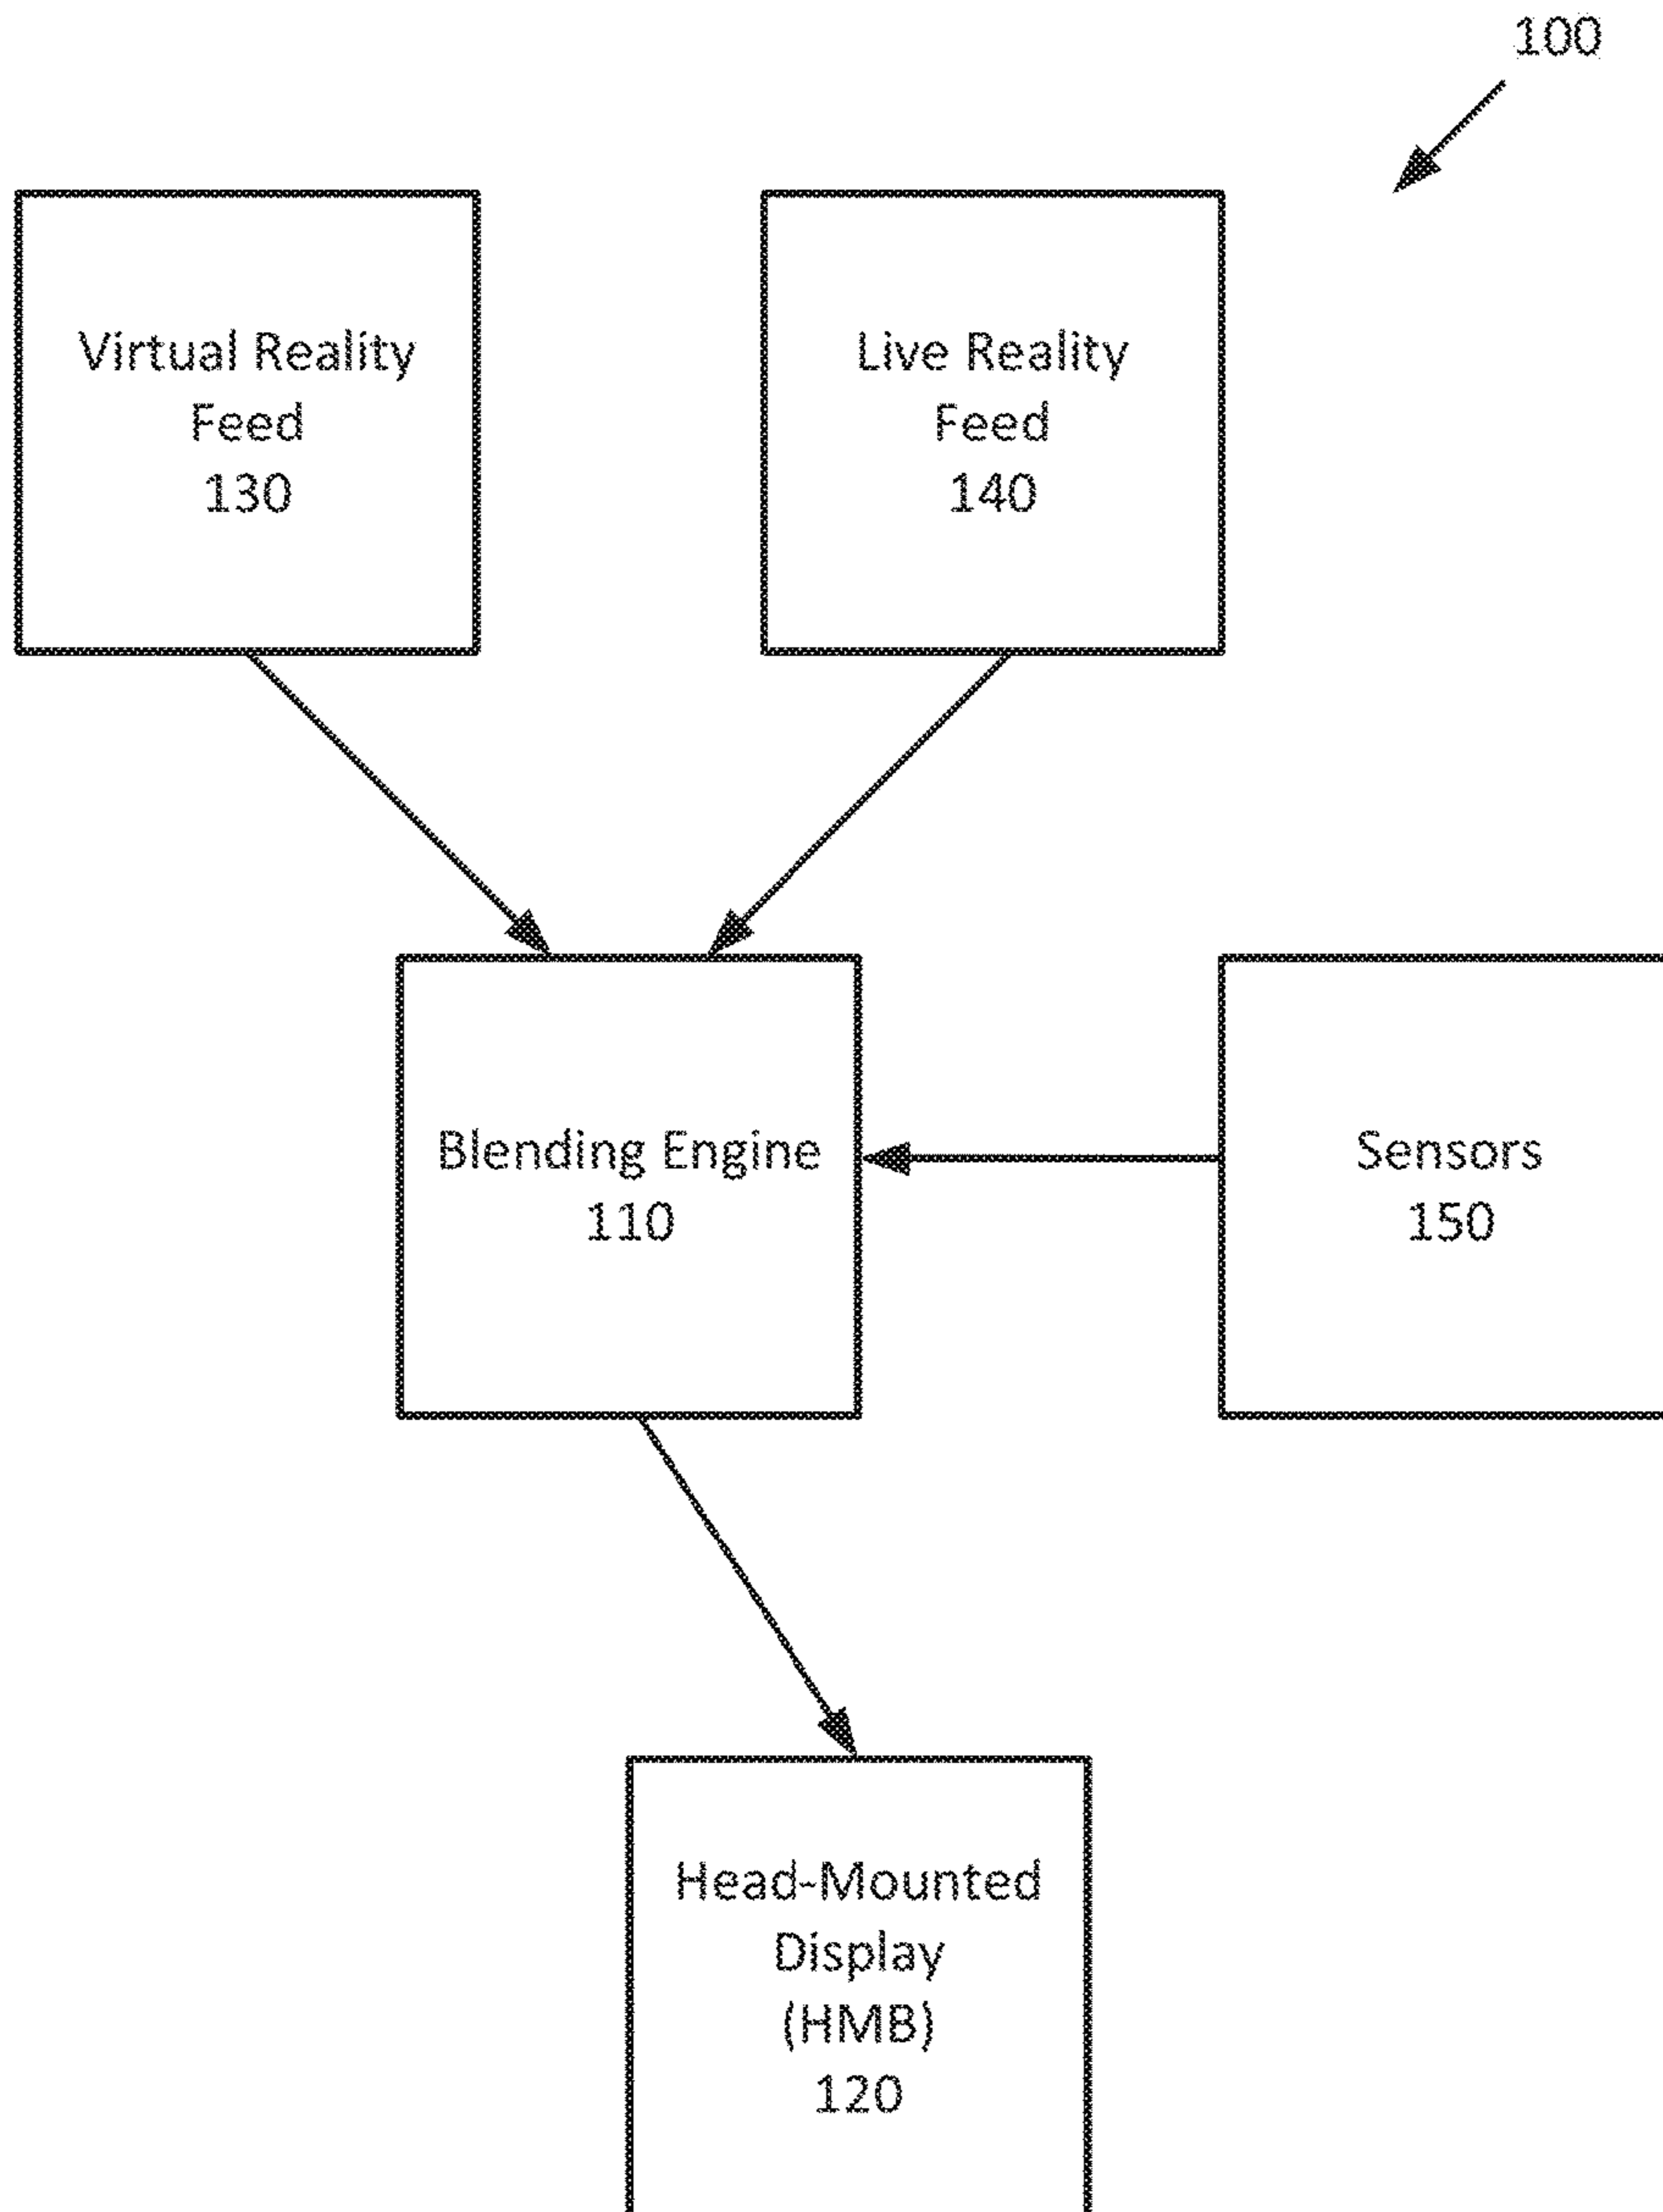 100
Virtual Reality
Feed
130
Live Reality
Feed
140
Blending Engine
110
Sensors
150
Head-Mounted
Display
(HMB)
120